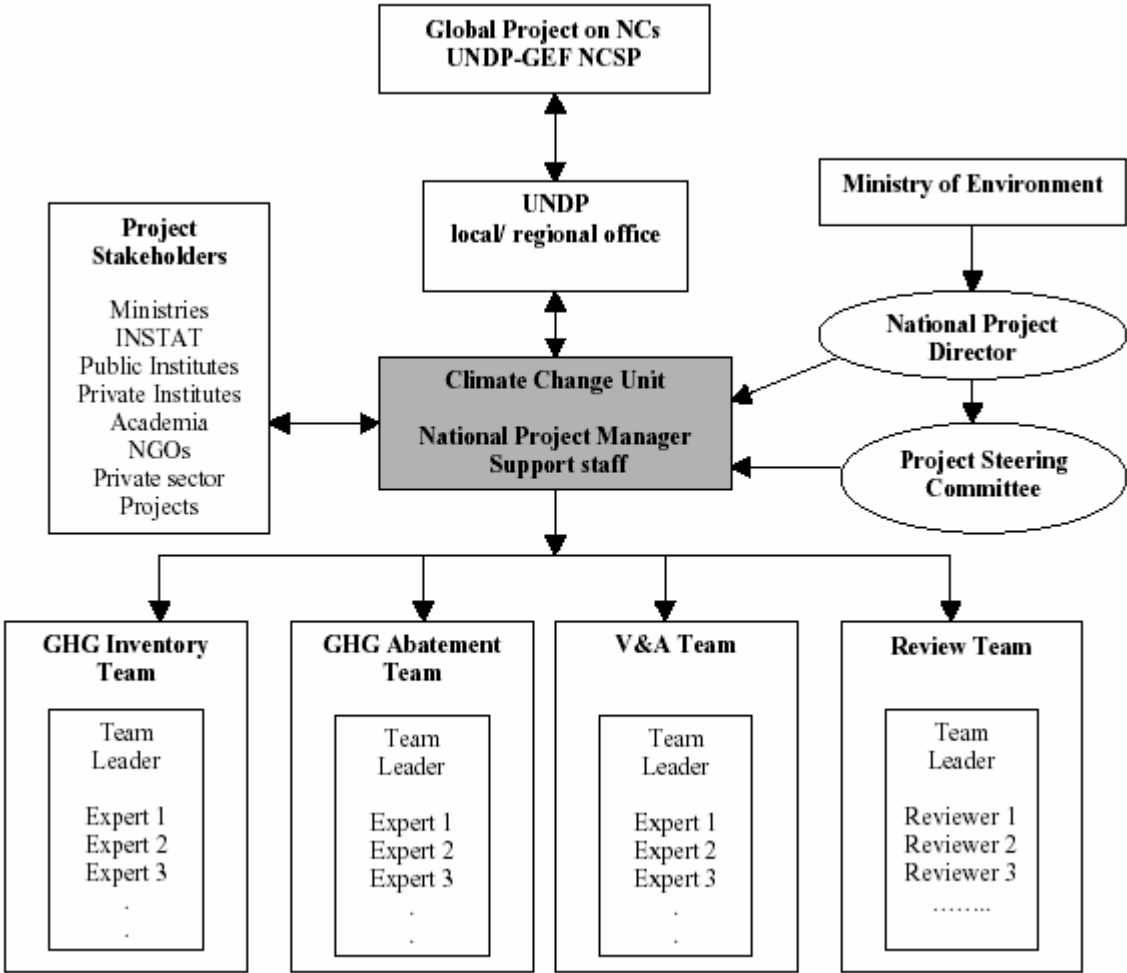 Global Project on NCs
UNDP-GEF NCSP
UNDP
local/ regional office
Ministry of Environment
Project
Stakeholders
Ministries
INSTAT
Public Institutes
Private Institutes
Academia
NGOs
Private sector
Projects
National Project
Director
Climate Change Unit
National Project Manager
Support staff
Project Steering
Committee
GHG Inventory
Team
Team
Leader
Expert 1
Expert 2
Expert 3
.
.
GHG Abatement
Team
Team
Leader
Expert 1
Expert 2
Expert 3
.
.
V&A Team
Team
Leader
Expert 1
Expert 2
Expert 3
.
.
Review Team
Team
Leader
Reviewer 1
Reviewer 2
Reviewer 3
……..